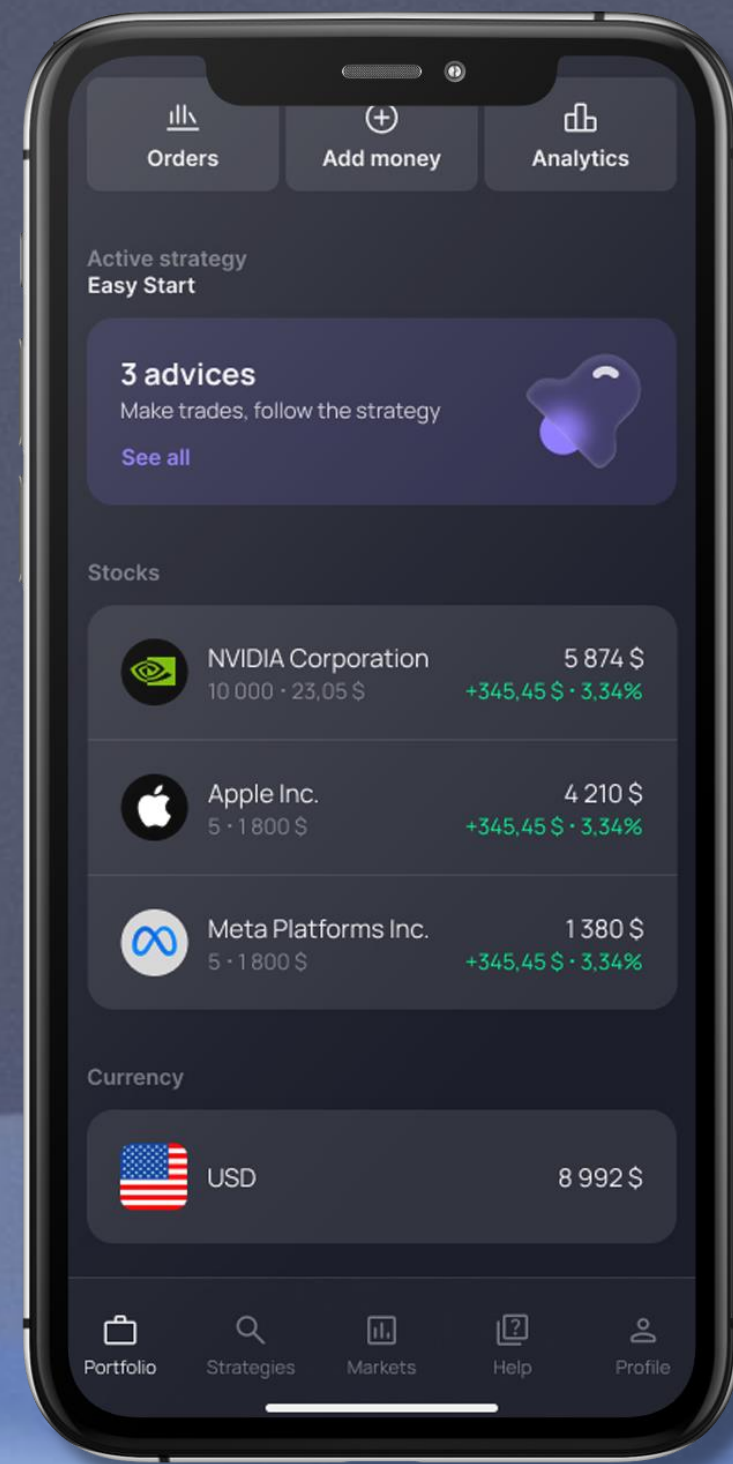 Orders
Add money
Analytics
Active strategy
Easy Start
3 advices
Make trades, follow the strategy
See all
Stocks
NVIDIA Corporation 5 874 $
10 000 · 23,05 $ +345,45 $ · 3,34%
Apple Inc. 4 210 $
5 · 1 800 $ +345,45 $ · 3,34%
Meta Platforms Inc. 1 380 $
5 · 1 800 $ +345,45 $ · 3,34%
Currency
USD 8 992 $
Portfolio
Strategies
Markets
Help
Profile